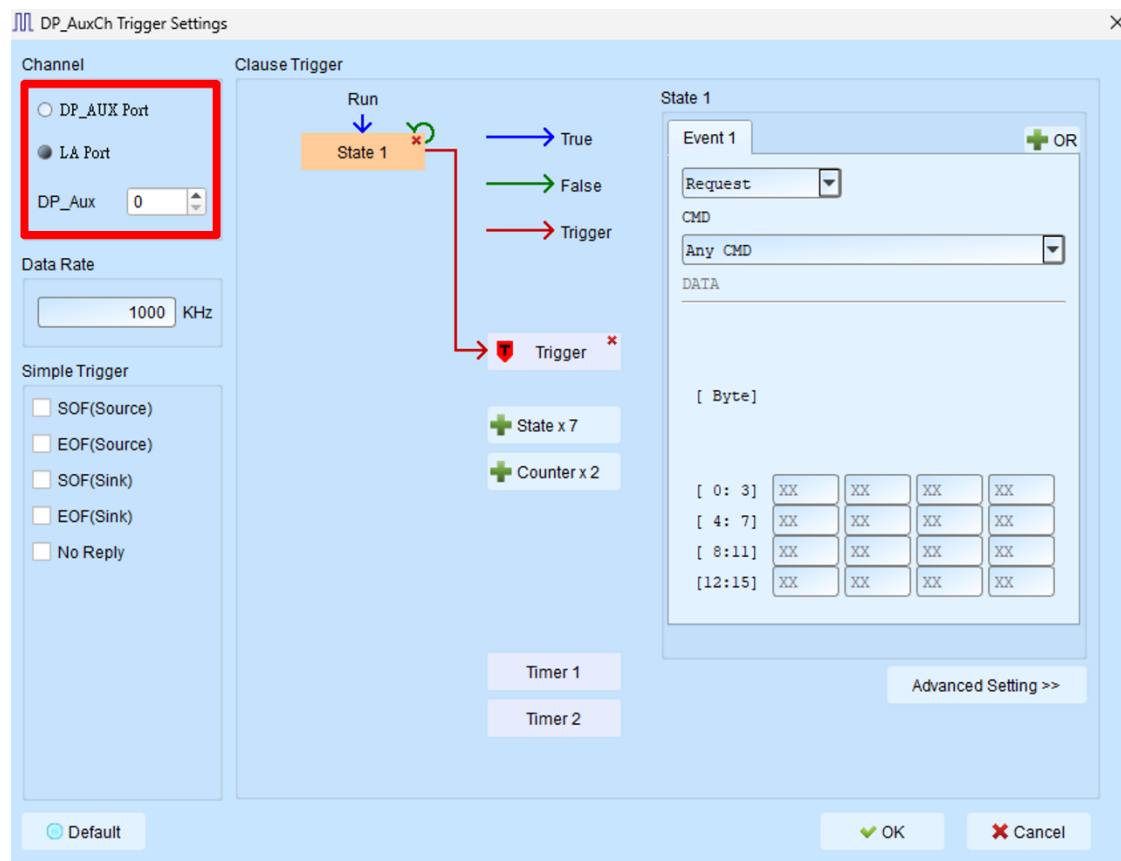 DP_AuxCh Trigger Settings
Channel
DP_AUX Port
LA Port
DP_Aux 0
Data Rate
1000 KHz
Simple Trigger
SOF(Source)
EOF(Source)
SOF(Sink)
EOF(Sink)
No Reply
Clause Trigger
Run
State 1
True
False
Trigger
T Trigger
State x 7
Counter x 2
Timer 1
Timer 2
State 1
Event 1
OR
Request
CMD
Any CMD
DATA
[ Byte]
[ 0: 3] XX XX XX XX
[ 4: 7] XX XX XX XX
[ 8:11] XX XX XX XX
[12:15] XX XX XX XX
Advanced Setting >>
Default
OK
Cancel